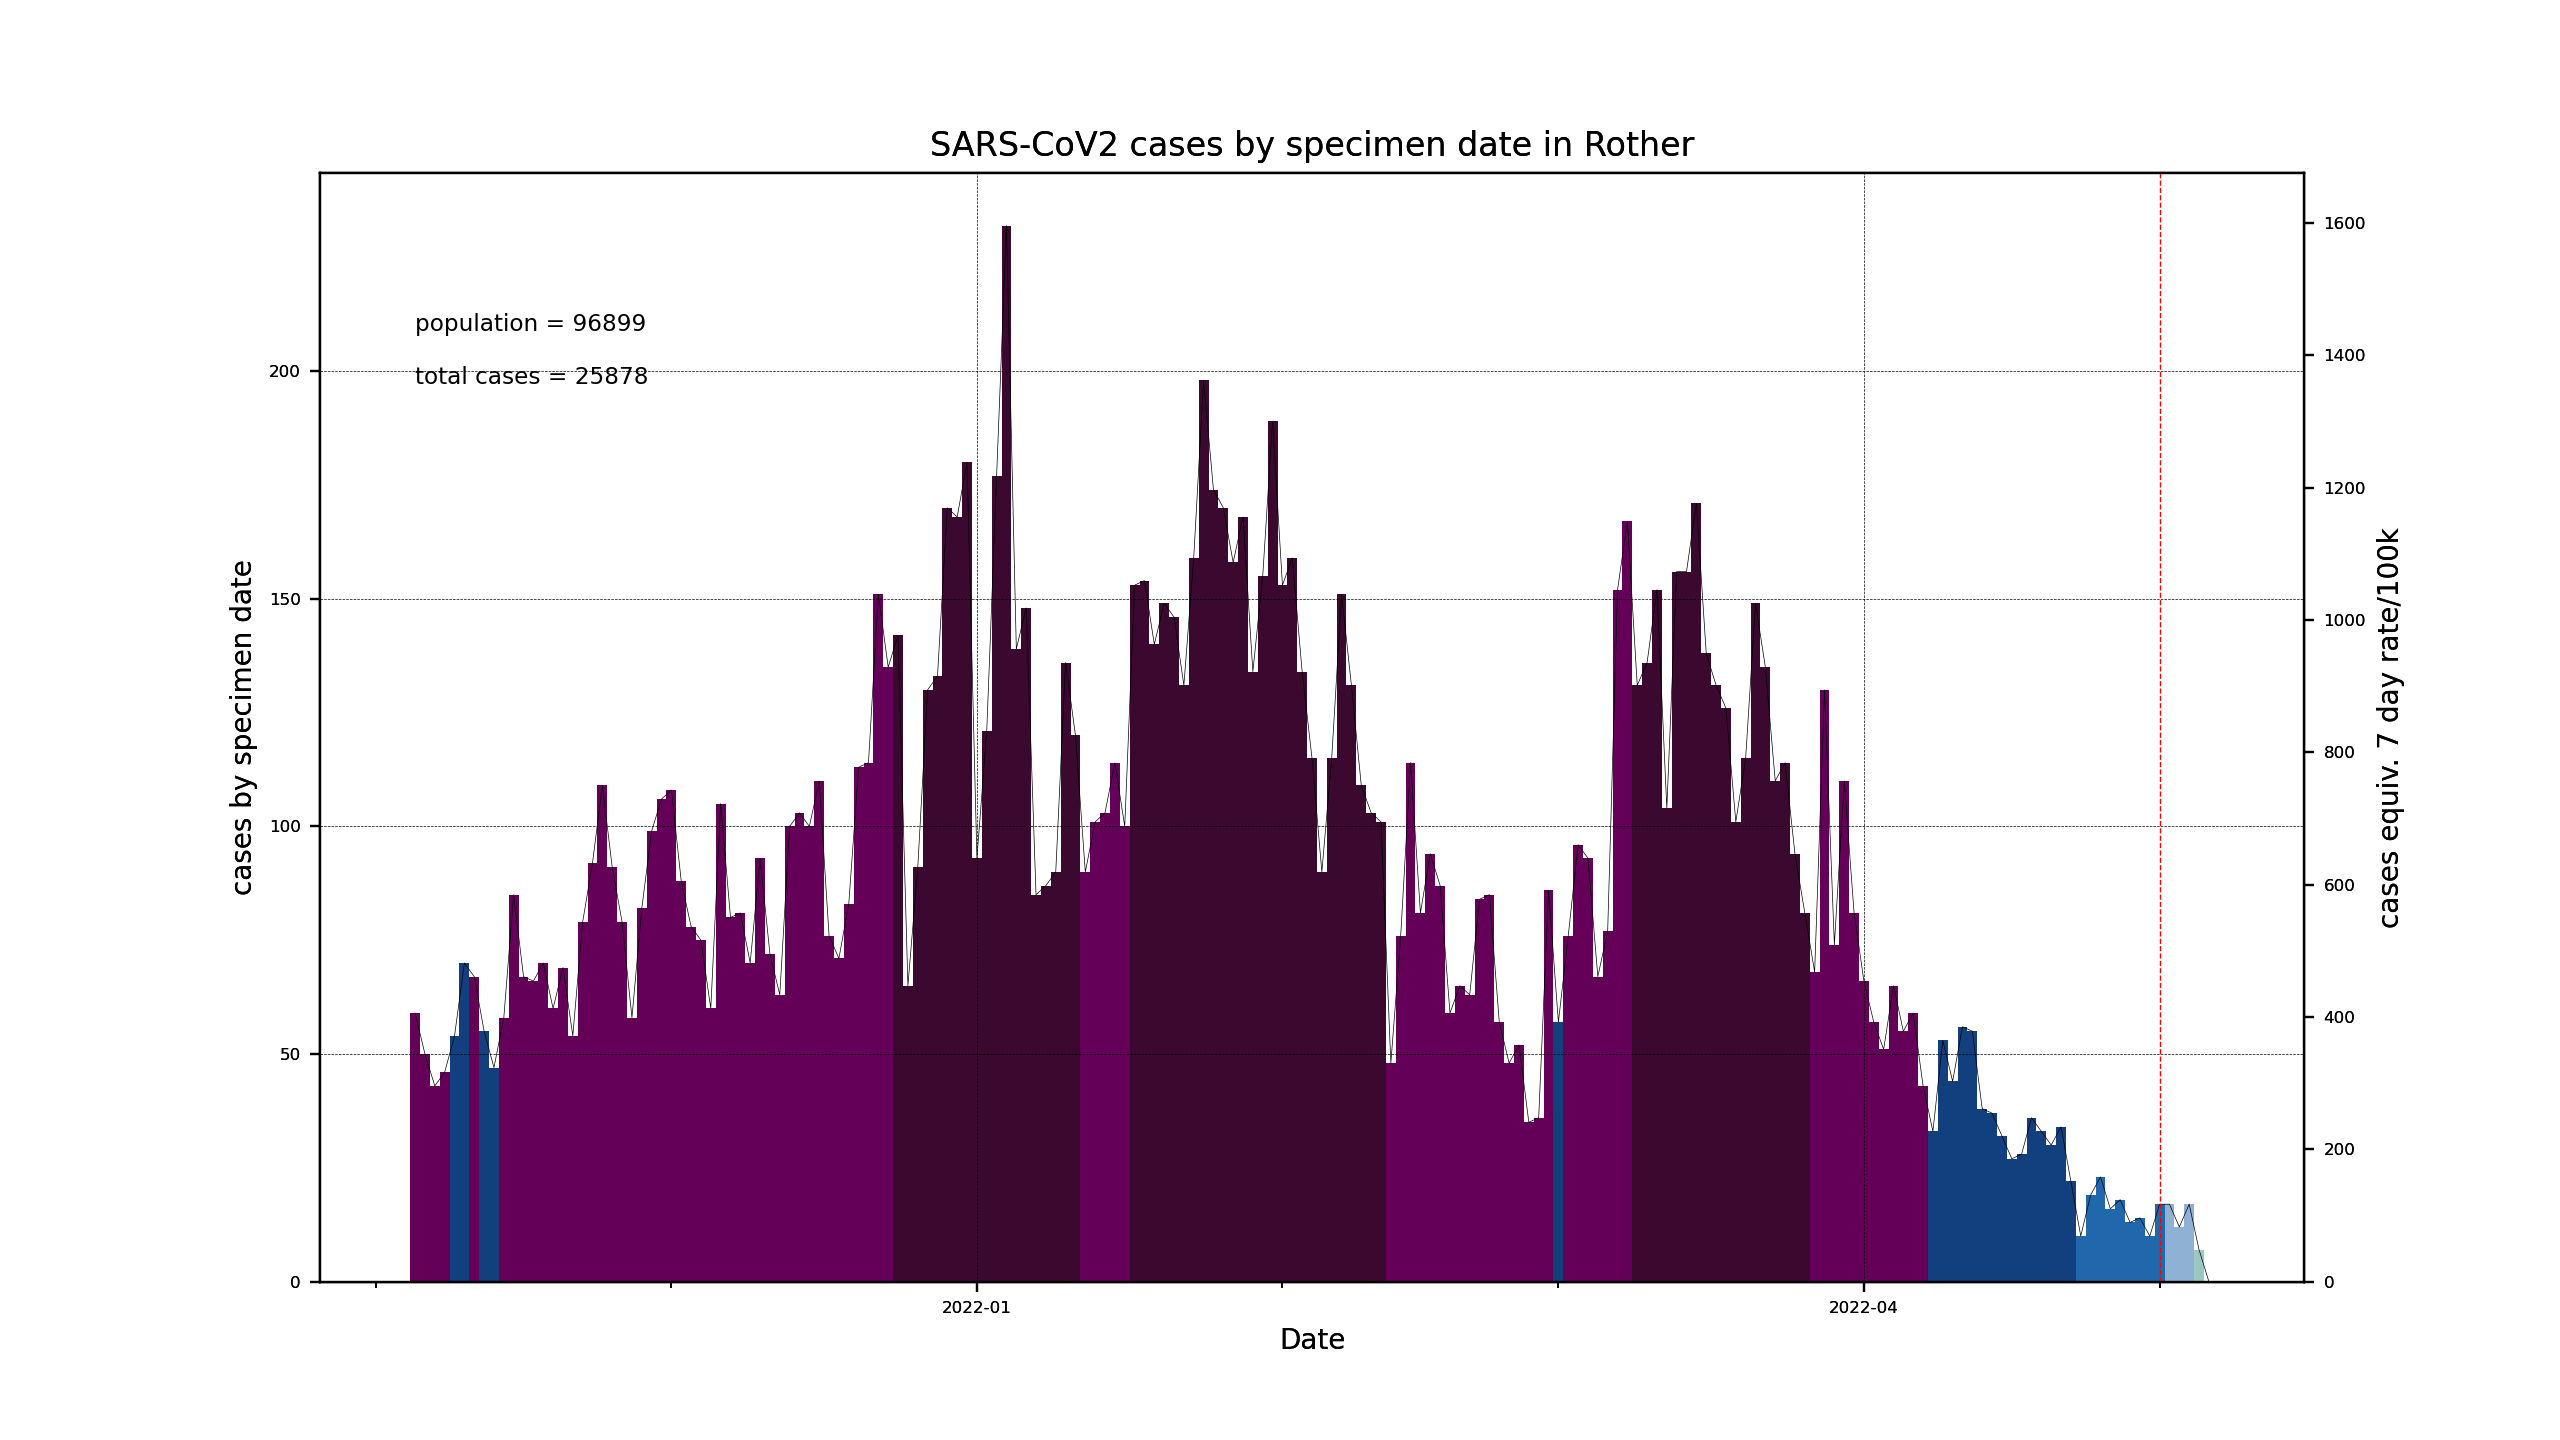 SARS-CoV2 cases by specimen date in Rother
population = 96899
total cases = 25878
cases by specimen date
200
150
100
50
0
1600
1400
1200
1000
800
600
400
200
0
cases equiv. 7 day rate/100k
2022-01
2022-04
Date